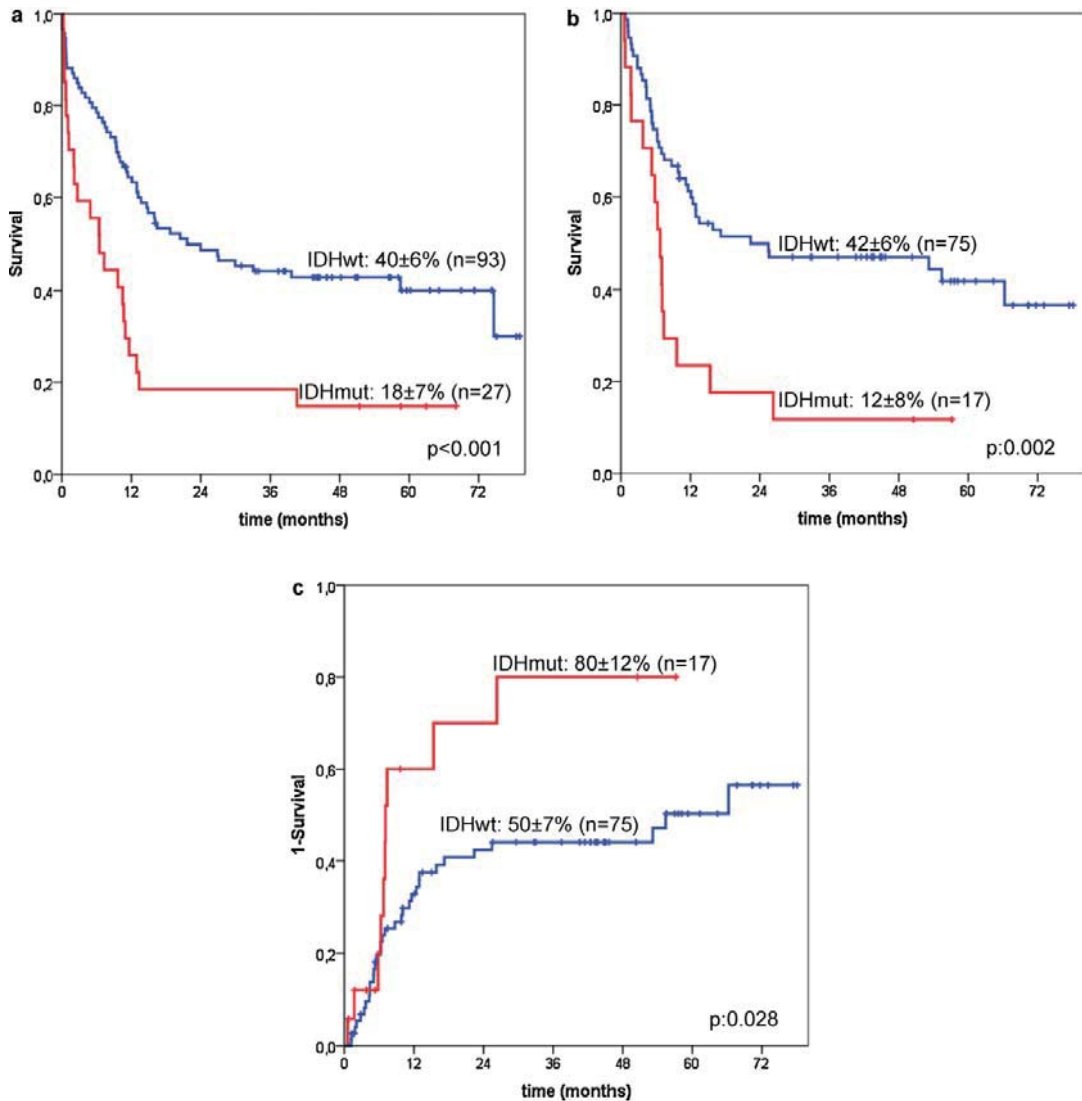 a
1,0
0,8
0,6
0,4
0,2
0,0
Survival
IDHwt: 40±6% (n=93)
IDHmut: 18±7% (n=27)
p<0.001
0 12 24 36 48 60 72
time (months)
b
1,0
0,8
0,6
0,4
0,2
0,0
Survival
IDHwt: 42±6% (n=75)
IDHmut: 12±8% (n=17)
p:0.002
0 12 24 36 48 60 72
time (months)
c
1,0
0,8
0,6
0,4
0,2
0,0
1-Survival
IDHmut: 80±12% (n=17)
IDHwt: 50±7% (n=75)
p:0.028
0 12 24 36 48 60 72
time (months)